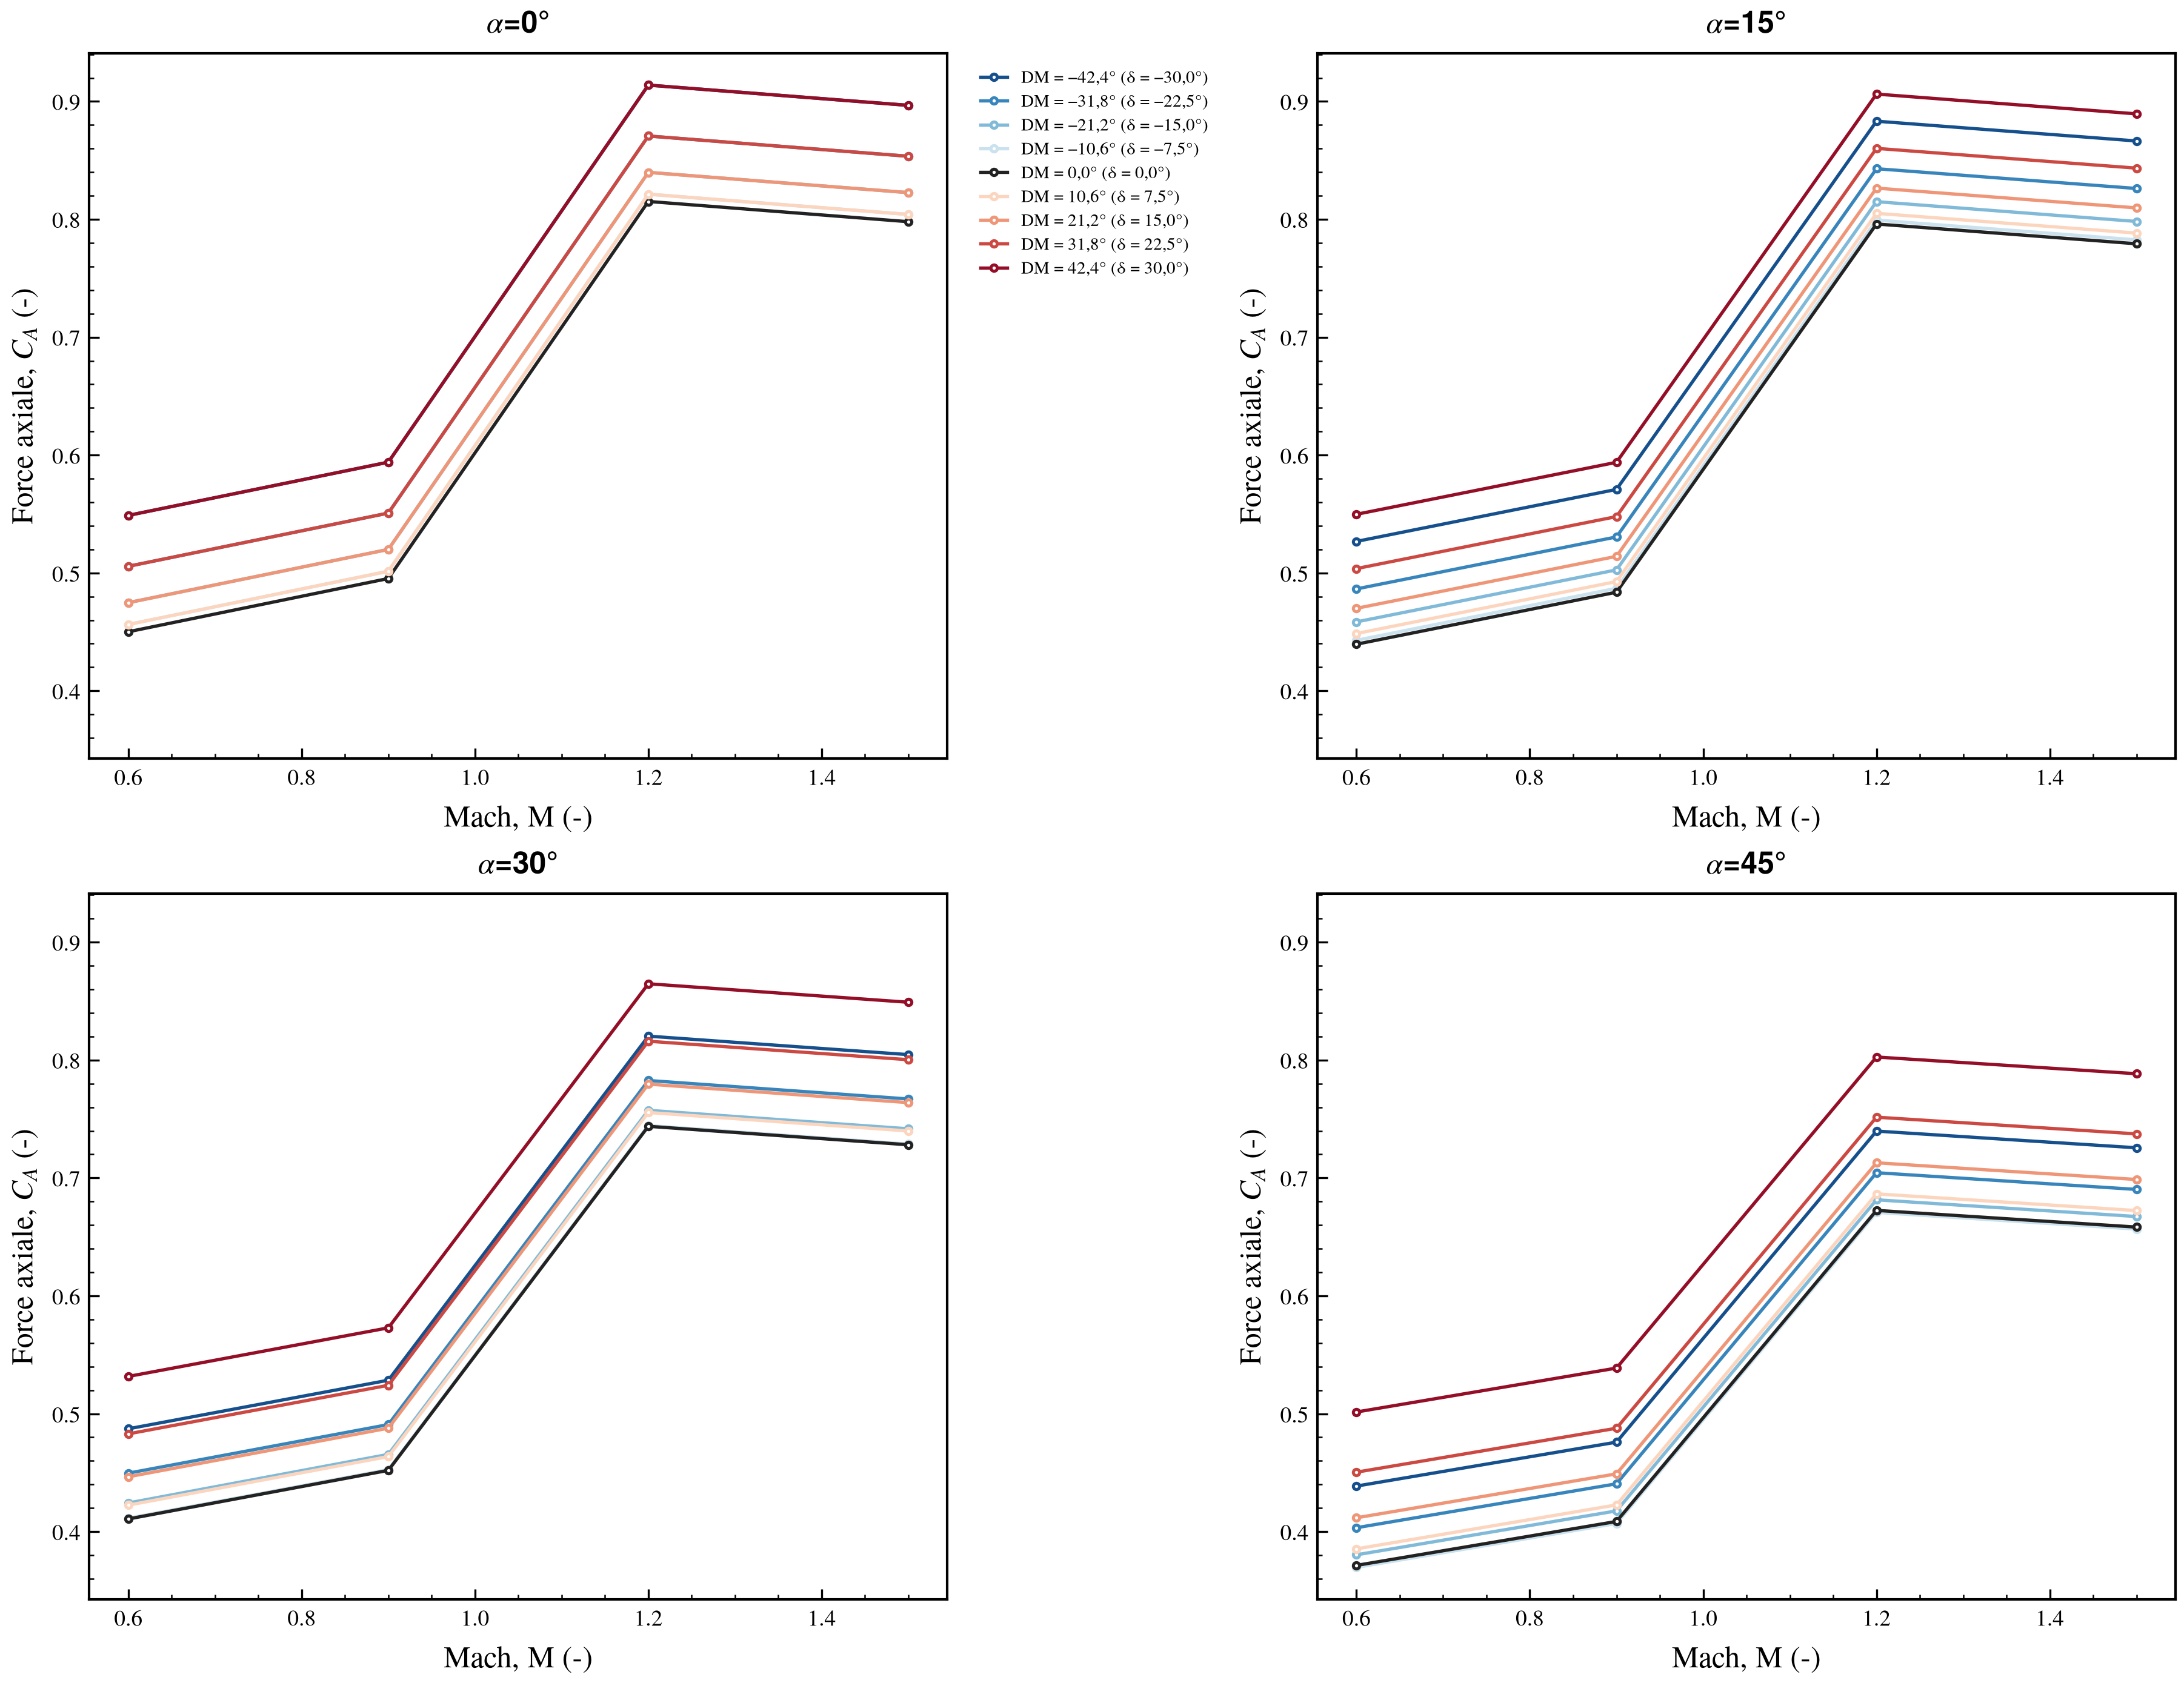 α=0°
0.9
0.8
0.7
0.6
0.5
0.4
Force axiale, C_A (-)
0.6 0.8 1.0 1.2 1.4
Mach, M (-)
DM = −42,4° (δ = −30,0°)
DM = −31,8° (δ = −22,5°)
DM = −21,2° (δ = −15,0°)
DM = −10,6° (δ = −7,5°)
DM = 0,0° (δ = 0,0°)
DM = 10,6° (δ = 7,5°)
DM = 21,2° (δ = 15,0°)
DM = 31,8° (δ = 22,5°)
DM = 42,4° (δ = 30,0°)
α=15°
0.9
0.8
0.7
0.6
0.5
0.4
Force axiale, C_A (-)
0.6 0.8 1.0 1.2 1.4
Mach, M (-)
α=30°
0.9
0.8
0.7
0.6
0.5
0.4
Force axiale, C_A (-)
0.6 0.8 1.0 1.2 1.4
Mach, M (-)
α=45°
0.9
0.8
0.7
0.6
0.5
0.4
Force axiale, C_A (-)
0.6 0.8 1.0 1.2 1.4
Mach, M (-)